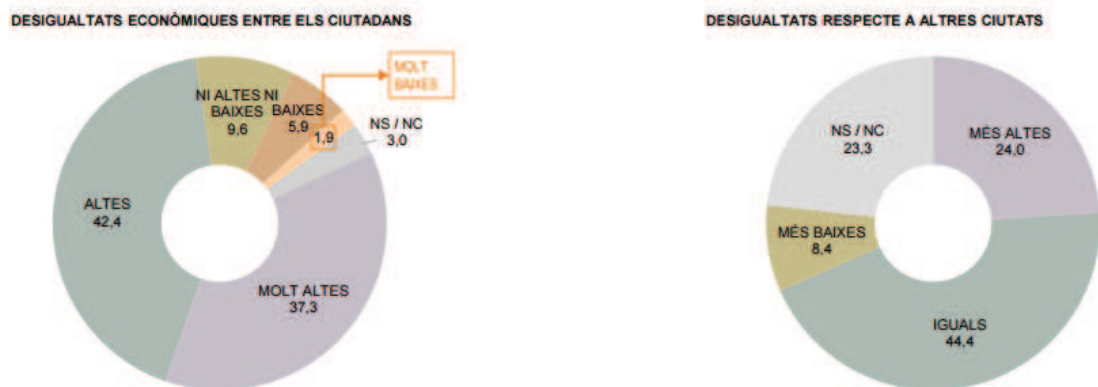 DESIGUALTATS ECONÒMIQUES ENTRE ELS CIUTADANS
MOLT
BAIXES
NI ALTES NI
BAIXES
9,6
BAIXES
5,9
1,9
NS / NC
3,0
ALTES
42,4
MOLT ALTES
37,3
DESIGUALTATS RESPECTE A ALTRES CIUTATS
NS / NC
23,3
MÉS ALTES
24,0
MÉS BAIXES
8,4
IGUALS
44,4